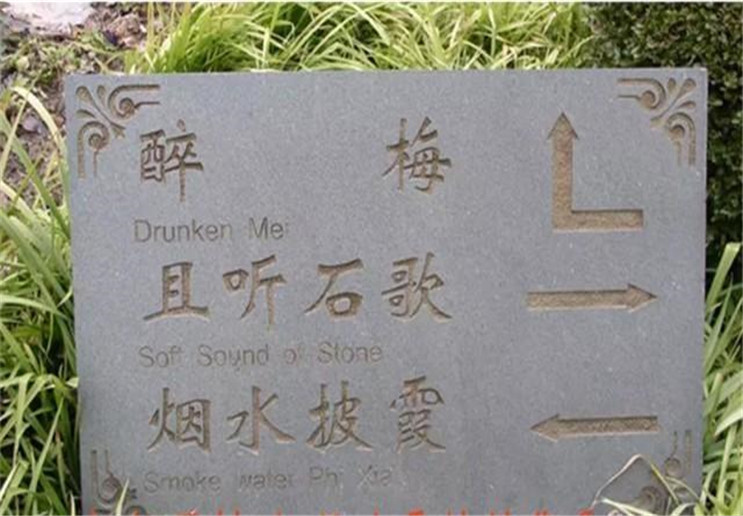 醉 梅
Drunken Mei
且听石歌
Soft Sound of Stone
烟水披霞
Smoke water Phi Xia